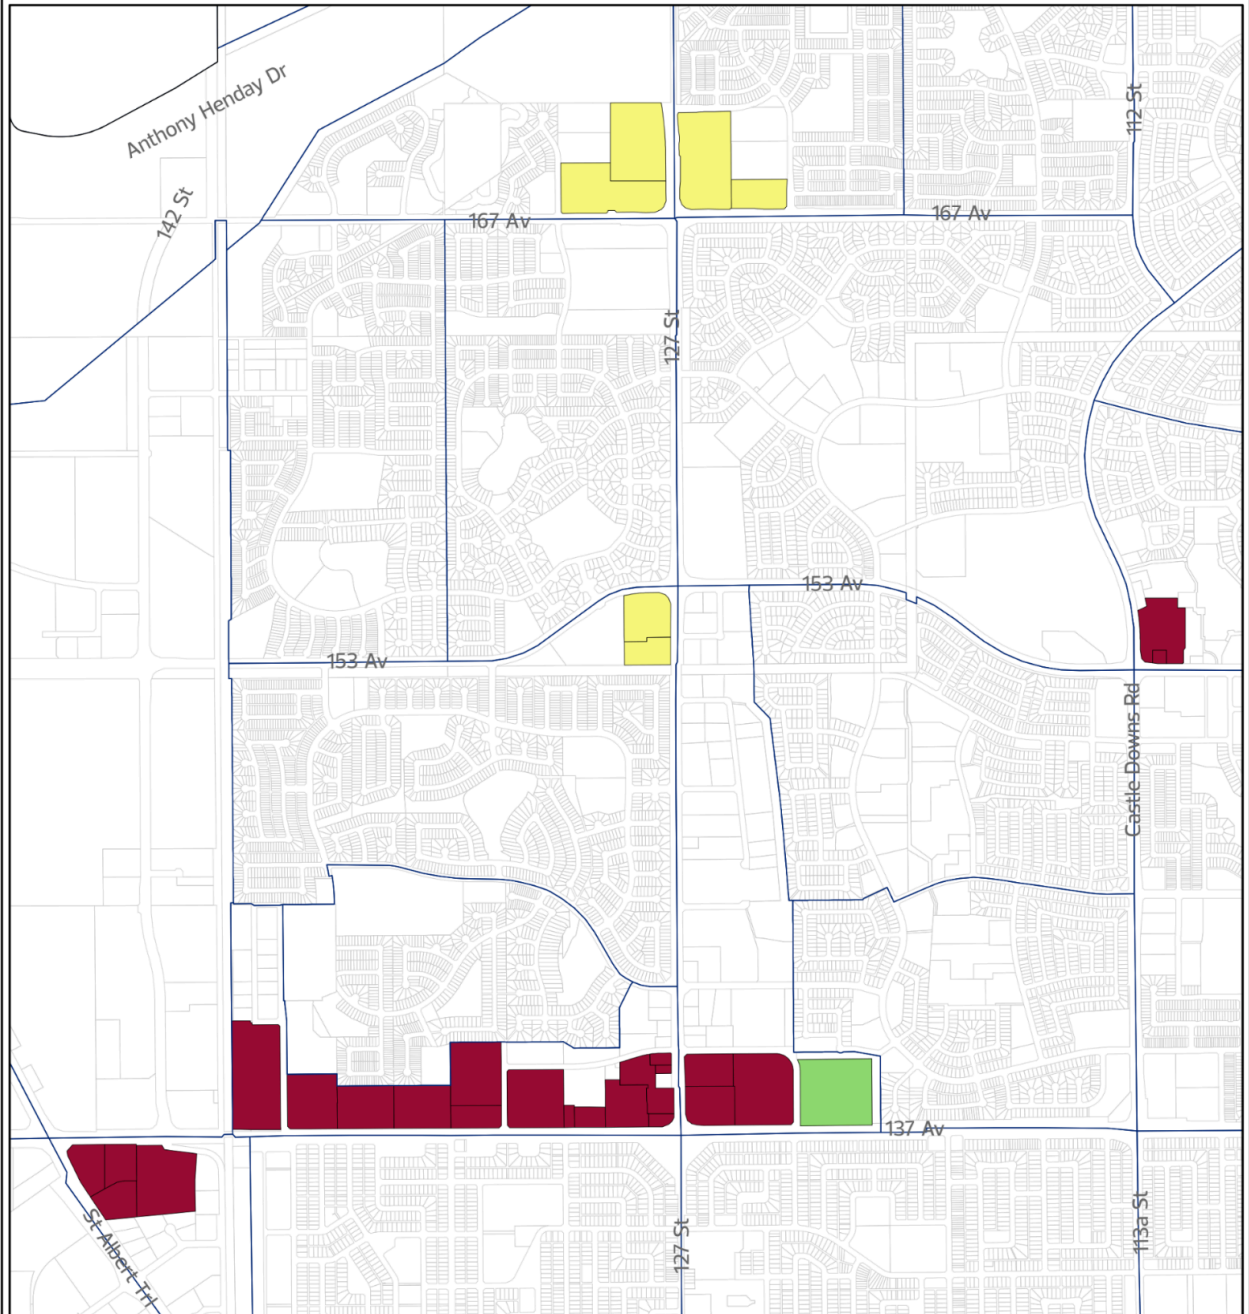 Anthony Henday Dr
112 St
142 St
167 Av
167 Av
127 St
153 Av
153 Av
Castle Downs Rd
137 Av
St Albert Trl
127 St
113a St